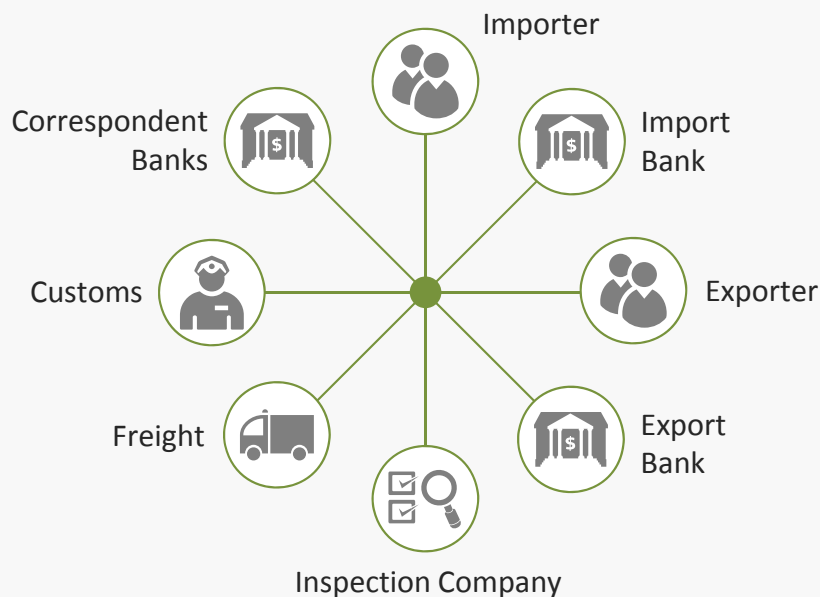 Importer
Correspondent
Banks
Import
Bank
$
$
Customs
Exporter
Freight
Export
Bank
$
Inspection Company